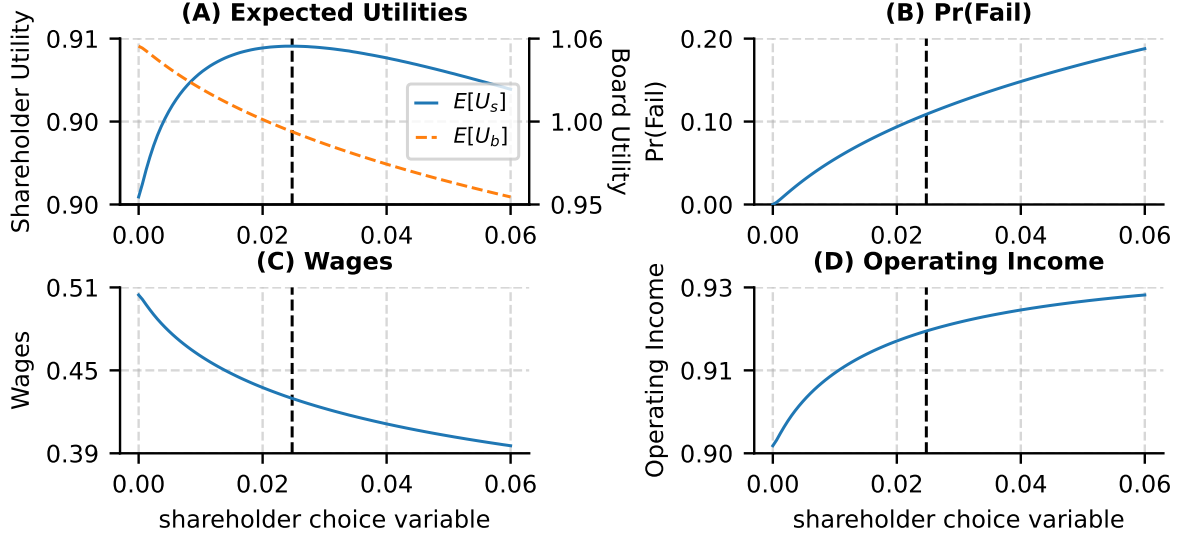 (A) Expected Utilities
Shareholder Utility
0.91
0.90
0.90
1.06
1.00
0.95
Board Utility
E[U_s]
E[U_b]
0.00 0.02 0.04 0.06
(B) Pr(Fail)
Pr(Fail)
0.20
0.10
0.00
0.00 0.02 0.04 0.06
(C) Wages
Wages
0.51
0.45
0.39
0.00 0.02 0.04 0.06
shareholder choice variable
(D) Operating Income
Operating Income
0.93
0.91
0.90
0.00 0.02 0.04 0.06
shareholder choice variable